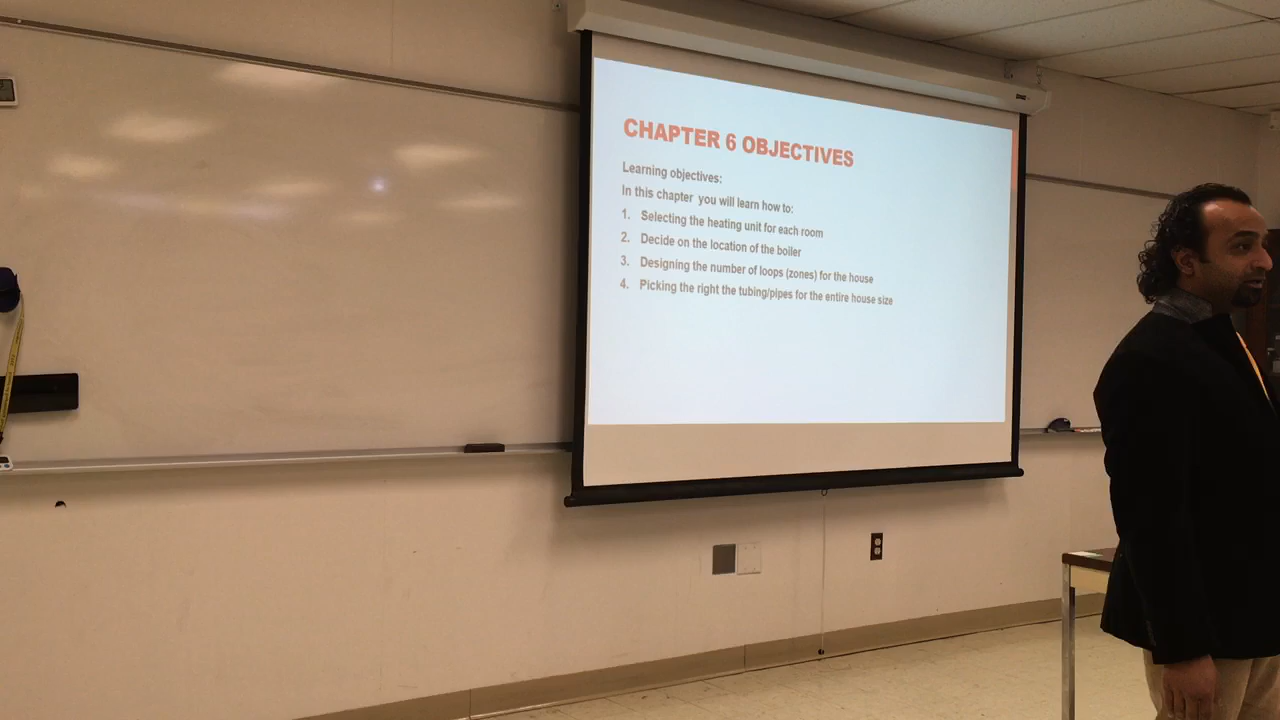 CHAPTER 6 OBJECTIVES
Learning objectives:
In this chapter you will learn how to:
1. Selecting the heating unit for each room
2. Decide on the location of the boiler
3. Designing the number of loops (zones) for the house
4. Picking the right the tubing/pipes for the entire house size